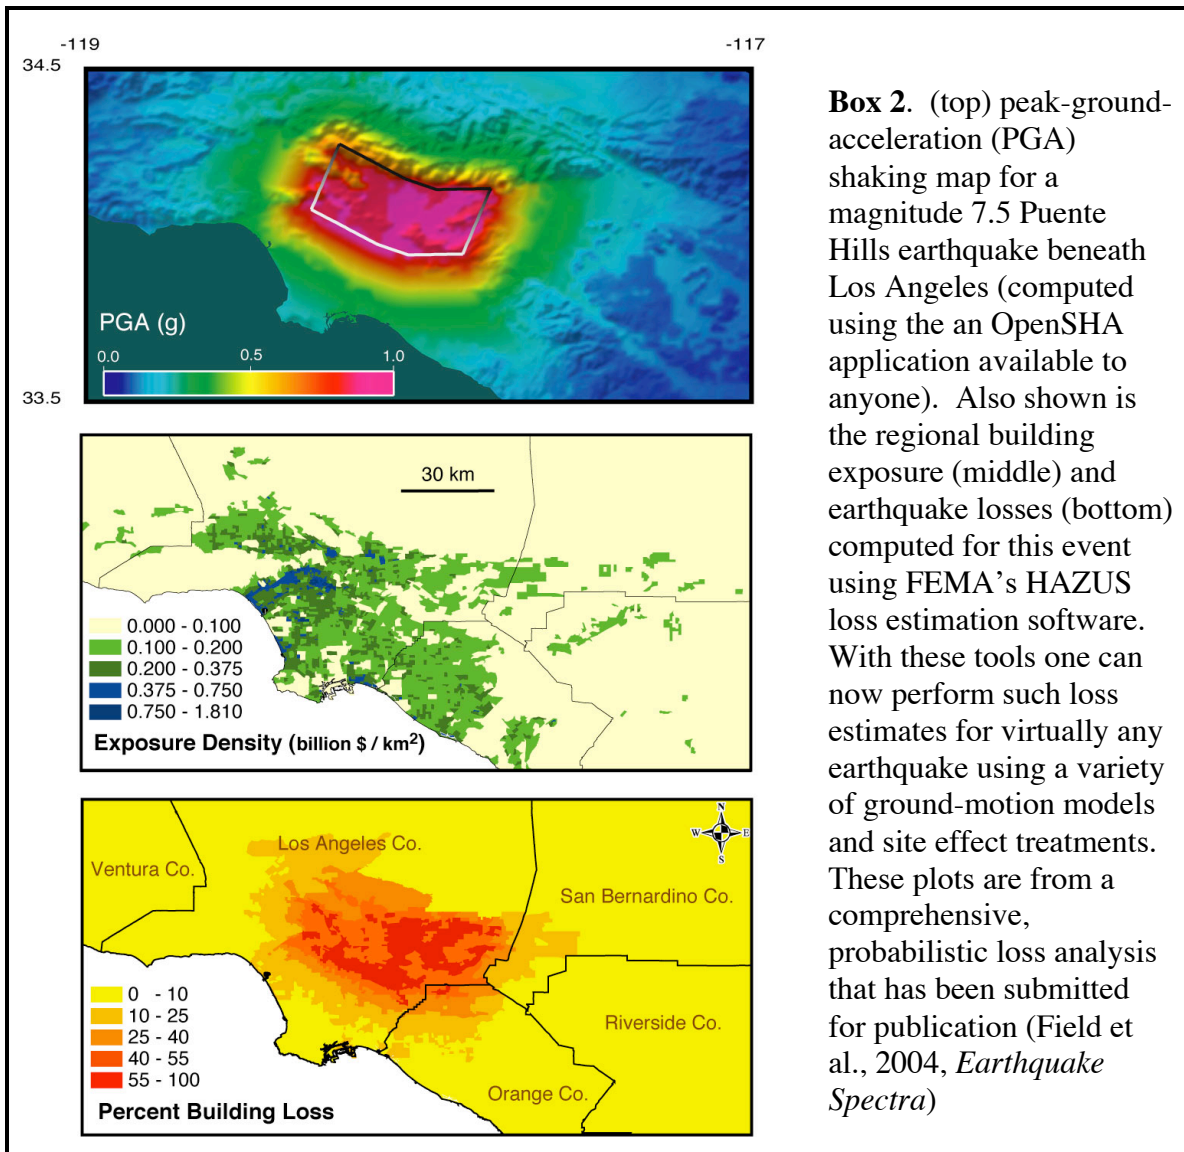 -119
-117
34.5
33.5
PGA (g)
0.0
0.5
1.0
30 km
0.000 - 0.100
0.100 - 0.200
0.200 - 0.375
0.375 - 0.750
0.750 - 1.810
Exposure Density (billion $ / km²)
N
W
E
S
Los Angeles Co.
Ventura Co.
San Bernardino Co.
Riverside Co.
Orange Co.
0 - 10
10 - 25
25 - 40
40 - 55
55 - 100
Percent Building Loss
Box 2. (top) peak-ground-
acceleration (PGA)
shaking map for a
magnitude 7.5 Puente
Hills earthquake beneath
Los Angeles (computed
using the an OpenSHA
application available to
anyone). Also shown is
the regional building
exposure (middle) and
earthquake losses (bottom)
computed for this event
using FEMA’s HAZUS
loss estimation software.
With these tools one can
now perform such loss
estimates for virtually any
earthquake using a variety
of ground-motion models
and site effect treatments.
These plots are from a
comprehensive,
probabilistic loss analysis
that has been submitted
for publication (Field et
al., 2004, Earthquake
Spectra)